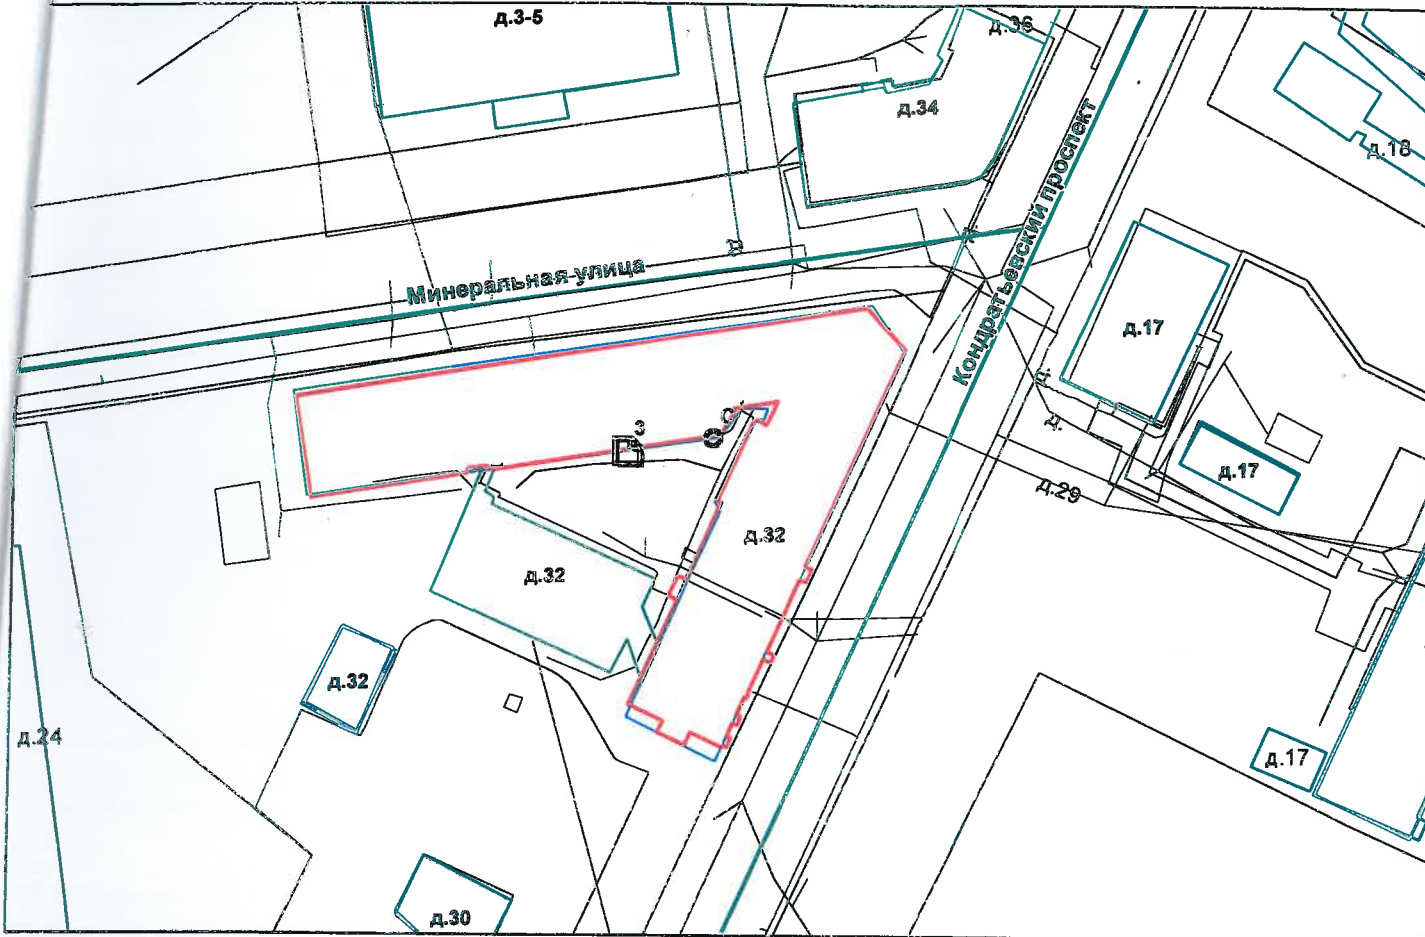 д.3-5
д.36
д.34
д.18
Кондратьевский проспект
д.
д.
Минеральная улица
д.17
д.
д.
З
д.17
д.29
д.32
д.32
д.32
д.24
д.17
д.30